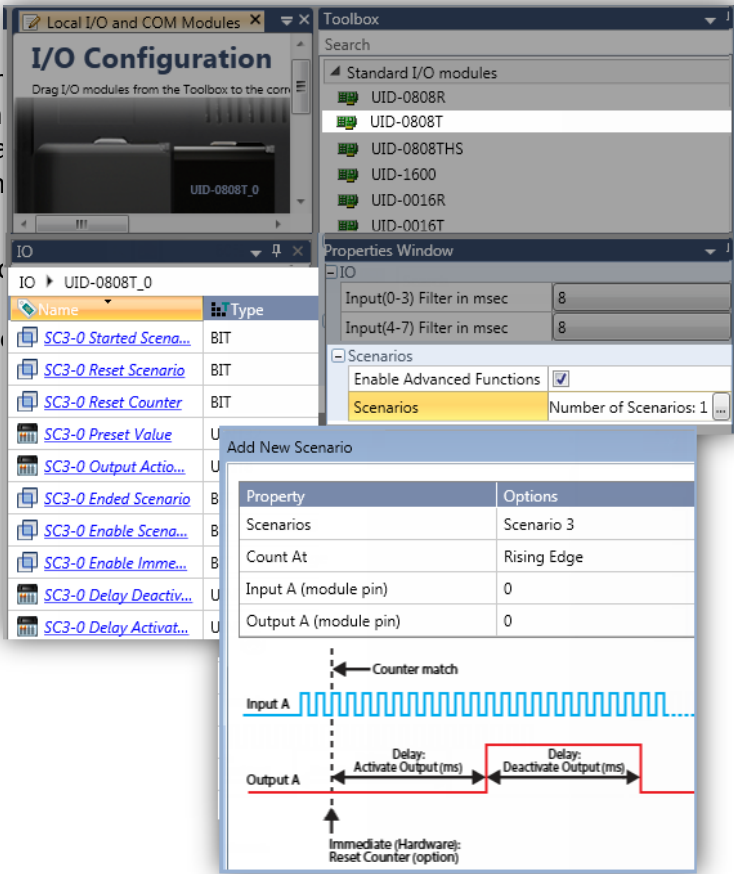 Local I/O and COM Modules
I/O Configuration
Drag I/O modules from the Toolbox to the corr
UID-0808T_0
Toolbox
Search
Standard I/O modules
UID-0808R
UID-0808T
UID-0808THS
UID-1600
UID-0016R
UID-0016T
IO
IO UID-0808T_0
Name Type
SC3-0 Started Scena... BIT
SC3-0 Reset Scenario BIT
SC3-0 Reset Counter BIT
SC3-0 Preset Value U
SC3-0 Output Actio... U
SC3-0 Ended Scenario B
SC3-0 Enable Scena... B
SC3-0 Enable Imme... B
SC3-0 Delay Deactiv... U
SC3-0 Delay Activat... U
Properties Window
IO
Input(0-3) Filter in msec 8
Input(4-7) Filter in msec 8
Scenarios
Enable Advanced Functions
Scenarios Number of Scenarios: 1 ...
Add New Scenario
Property Options
Scenarios Scenario 3
Count At Rising Edge
Input A (module pin) 0
Output A (module pin) 0
Counter match
Input A
Output A
Delay:
Activate Output (ms)
Delay:
Deactivate Output (ms)
Immediate (Hardware):
Reset Counter (option)